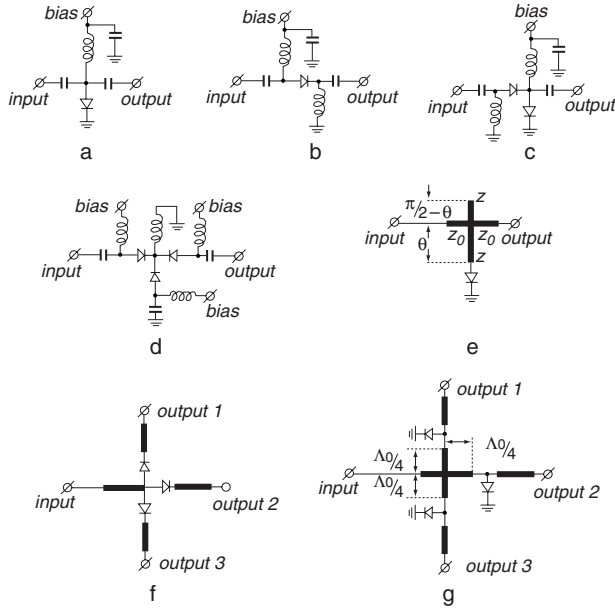 bias
bias
bias
input
output
input
output
input
output
a
b
c
bias
bias
π/2−θ
z
input
z0
z0
output
θ
z
input
output
bias
d
e
output 1
output 1
Λ0/4
Λ0/4
Λ0/4
input
output 2
input
output 2
output 3
output 3
f
g